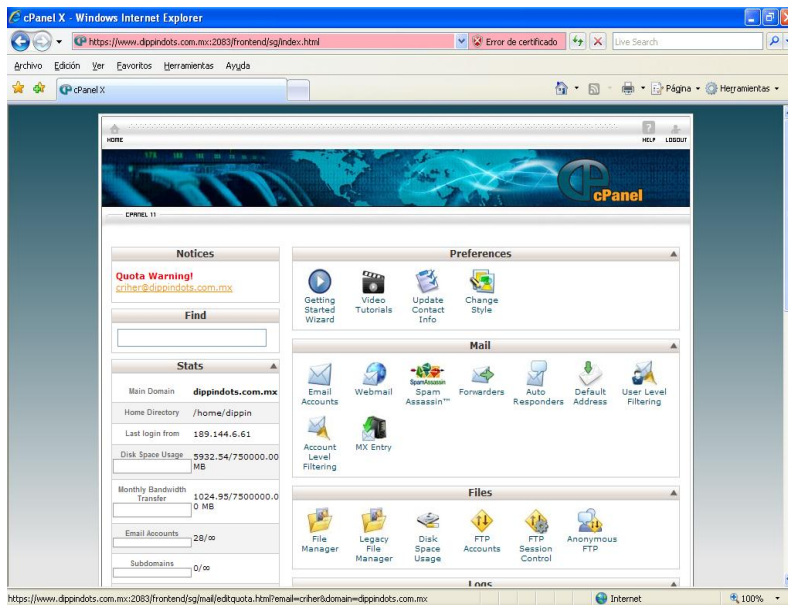 cPanel X - Windows Internet Explorer
https://www.dippindots.com.mx:2083/frontend/sg/index.html
Error de certificado
Live Search
Archivo Edición Ver Favoritos Herramientas Ayuda
cPanel X
Página
Herramientas
HOME
HELP
LOGOUT
cPanel
CPANEL 11
Notices
Quota Warning!
criher@dippindots.com.mx
Find
Stats
Main Domain
dippindots.com.mx
Home Directory
/home/dippin
Last login from
189.144.6.61
Disk Space Usage
5932.54/750000.00
MB
Monthly Bandwidth
Transfer
1024.95/7500000.0
0 MB
Email Accounts
28/∞
Subdomains
0/∞
Preferences
Getting
Started
Wizard
Video
Tutorials
Update
Contact
Info
Change
Style
Mail
Email
Accounts
Webmail
SpamAssassin
Spam
Assassin™
Forwarders
Auto
Responders
Default
Address
User Level
Filtering
Account
Level
Filtering
MX Entry
Files
File
Manager
Legacy
File
Manager
Disk
Space
Usage
FTP
Accounts
FTP
Session
Control
Anonymous
FTP
Logs
https://www.dippindots.com.mx:2083/frontend/sg/mail/editquota.html?email=criher&domain=dippindots.com.mx
Internet
100%